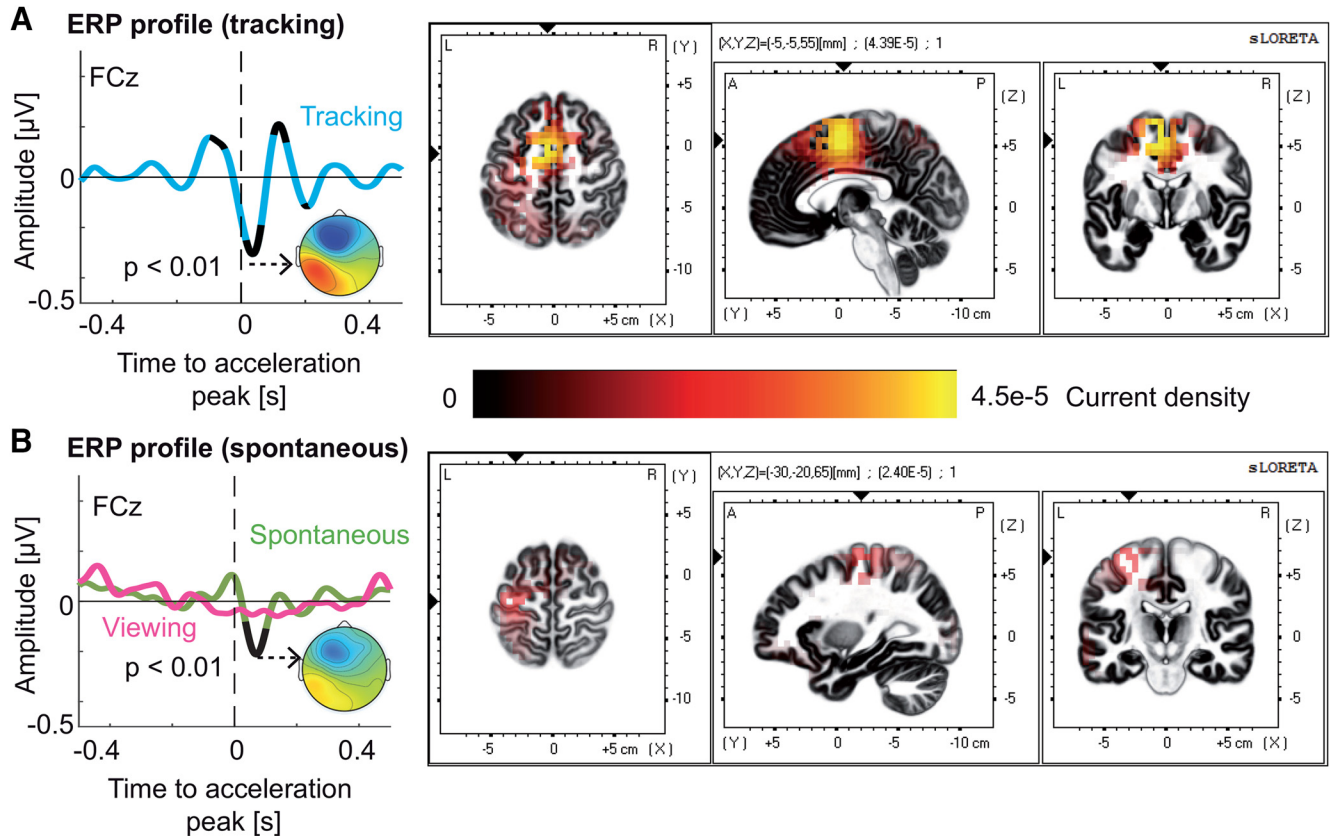 A ERP profile (tracking)
FCz
Tracking
Amplitude [µV]
0
-0.5
p < 0.01
-0.4 0 0.4
Time to acceleration
peak [s]
(X,Y,Z)=(-5,-5,55)[mm] ; (4.39E-5) ; 1
sLORETA
L R (Y)
+5
0
-5
-10
-5 0 +5 cm (X)
A P (Z)
+5
0
-5
(Y) +5 0 -5 -10 cm
L R (Z)
+5
0
-5
-5 0 +5 cm (X)
0 4.5e-5 Current density
B ERP profile (spontaneous)
FCz
Spontaneous
Amplitude [µV]
0
Viewing
p < 0.01
-0.5
-0.4 0 0.4
Time to acceleration
peak [s]
(X,Y,Z)=(-30,-20,65)[mm] ; (2.40E-5) ; 1
sLORETA
L R (Y)
+5
0
-5
-10
-5 0 +5 cm (X)
A P (Z)
+5
0
-5
(Y) +5 0 -5 -10 cm
L R (Z)
+5
0
-5
-5 0 +5 cm (X)